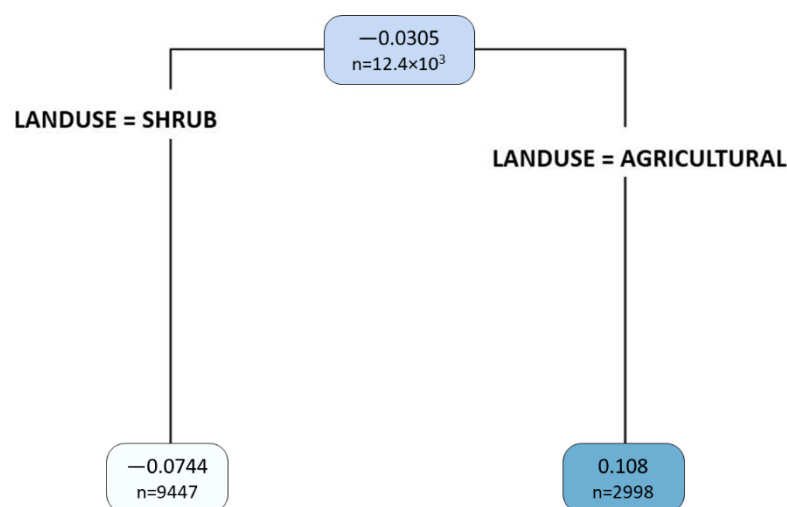 —0.0305
n=12.4×10³
LANDUSE = SHRUB
LANDUSE = AGRICULTURAL
—0.0744
n=9447
0.108
n=2998